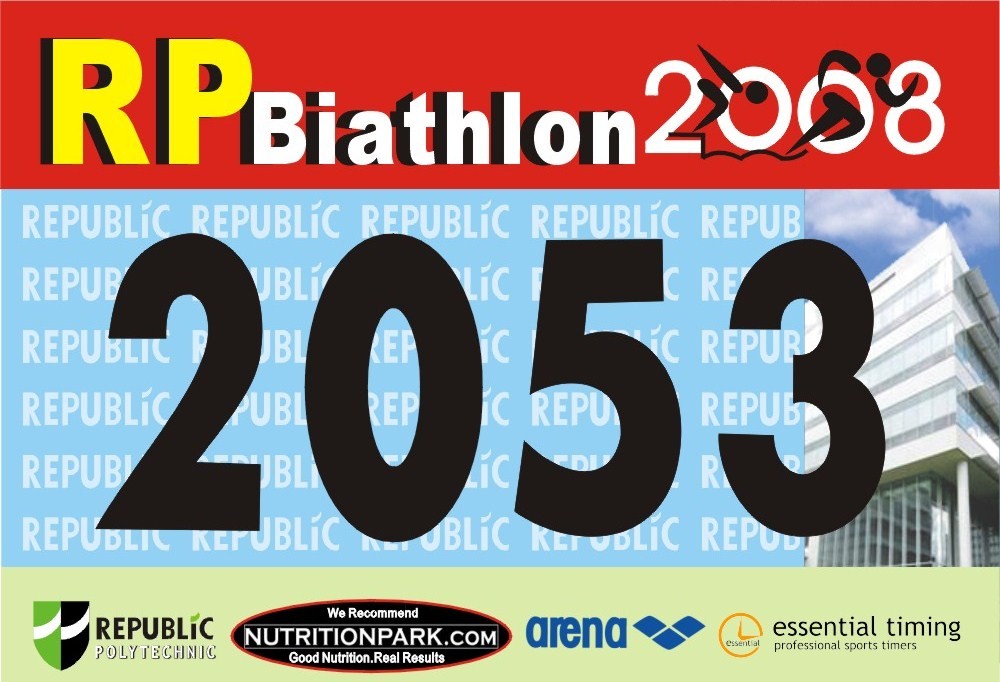 RP Biathlon 2008
REPUBLIC REPUBLIC REPUBLIC REPUBLIC REPUB
2053
REPUBLIC POLYTECHNIC
We Recommend
NUTRITIONPARK.COM
Good Nutrition.Real Results
arena
essential
essential timing
professional sports timers